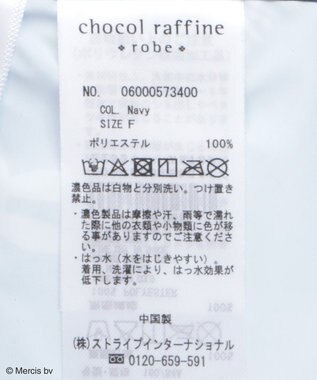 chocol raffine
robe
NO. 06000573400
COL. Navy
SIZE F
ポリエステル 100%
濃色品は白物と分別洗い。つけ置き
禁止。
・濃色製品は摩擦や汗、雨等で濡れ
た際に他の衣類や小物類に色が移
る事がありますのでご注意くださ
い。
・はっ水（水をはじきやすい）。
着用、洗濯により、はっ水効果が
低下します。
中国製
(株)ストライプインターナショナル
0120-659-591
© Mercis bv